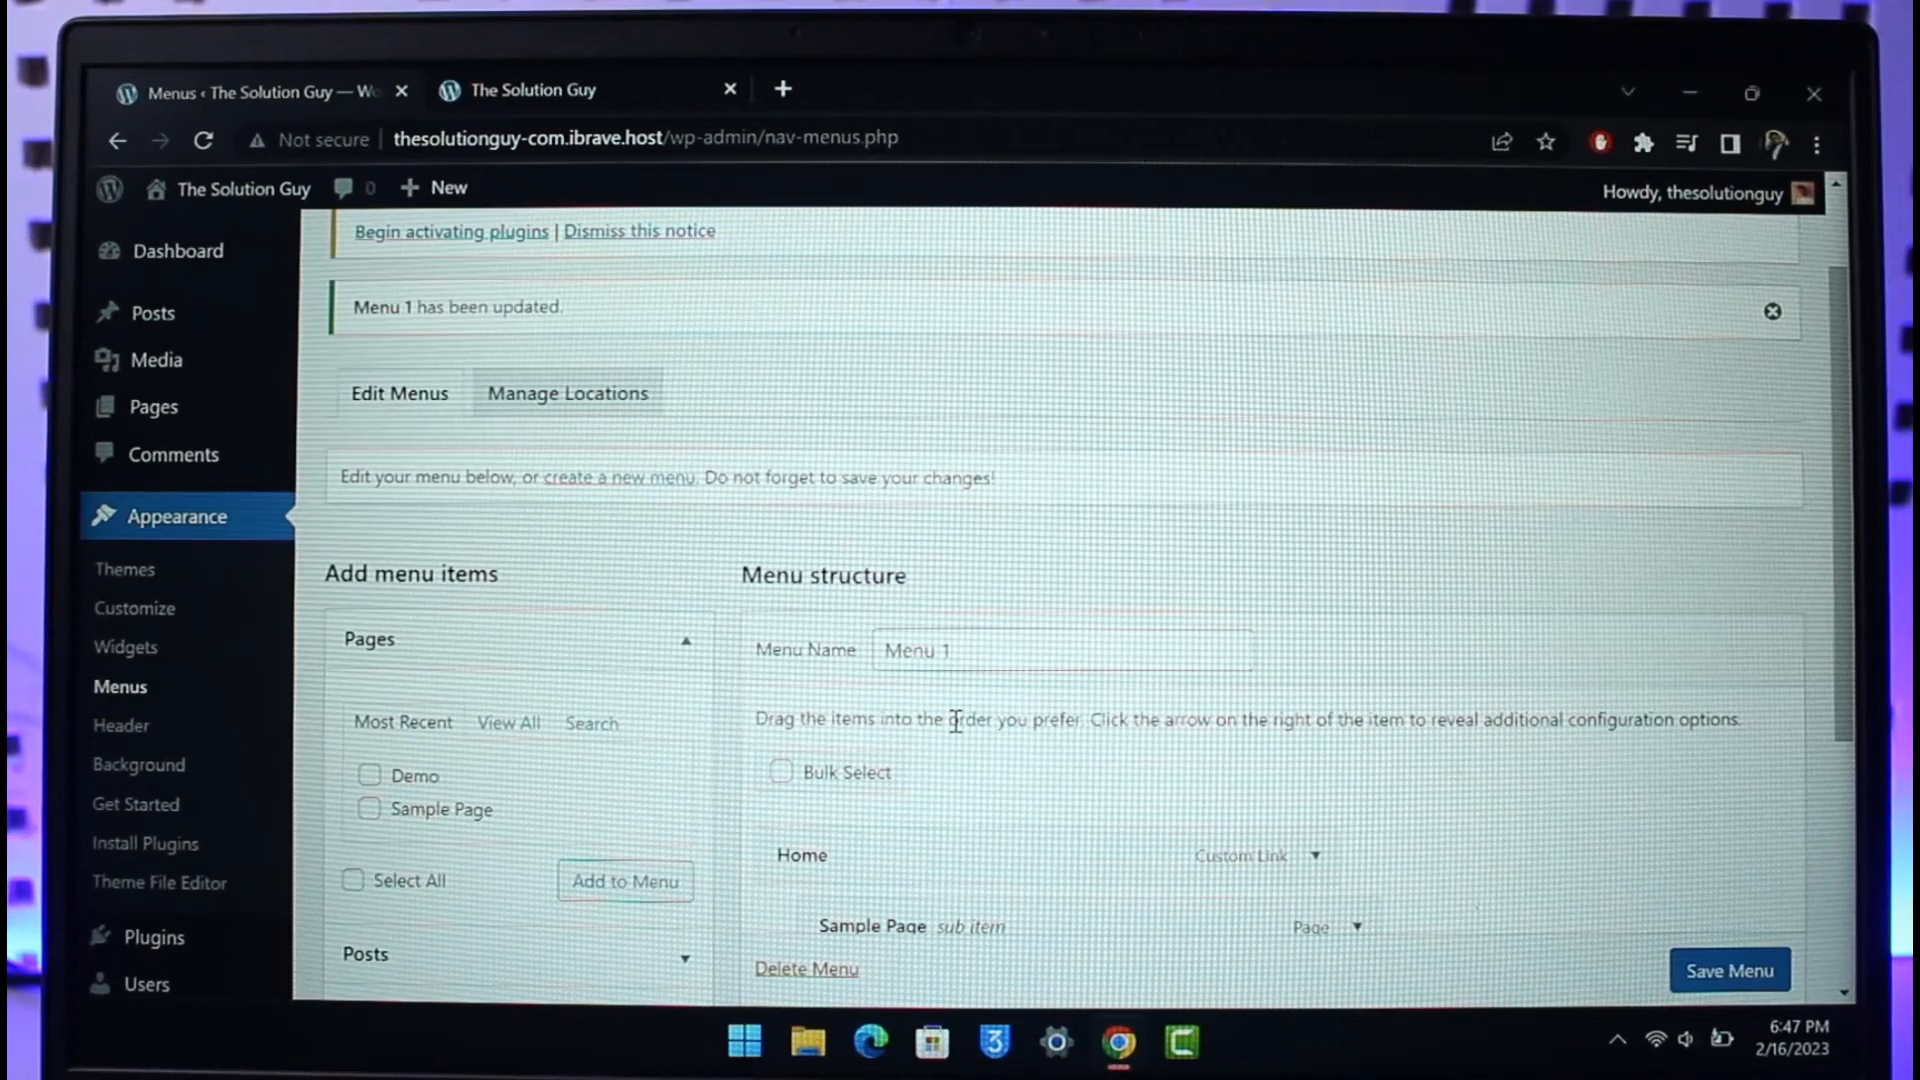 Menus ‹ The Solution Guy — Wo
The Solution Guy
Not secure
thesolutionguy-com.ibrave.host/wp-admin/nav-menus.php
The Solution Guy
0
New
Howdy, thesolutionguy
Dashboard
Posts
Media
Pages
Comments
Appearance
Themes
Customize
Widgets
Menus
Header
Background
Get Started
Install Plugins
Theme File Editor
Plugins
Users
Begin activating plugins | Dismiss this notice
Menu 1 has been updated.
Edit Menus
Manage Locations
Edit your menu below, or create a new menu. Do not forget to save your changes!
Add menu items
Pages
Most Recent
View All
Search
Demo
Sample Page
Select All
Add to Menu
Posts
Menu structure
Menu Name
Menu 1
Drag the items into the order you prefer. Click the arrow on the right of the item to reveal additional configuration options.
Bulk Select
Home
Custom Link
Sample Page sub item
Page
Delete Menu
Save Menu
3
6:47 PM
2/16/2023